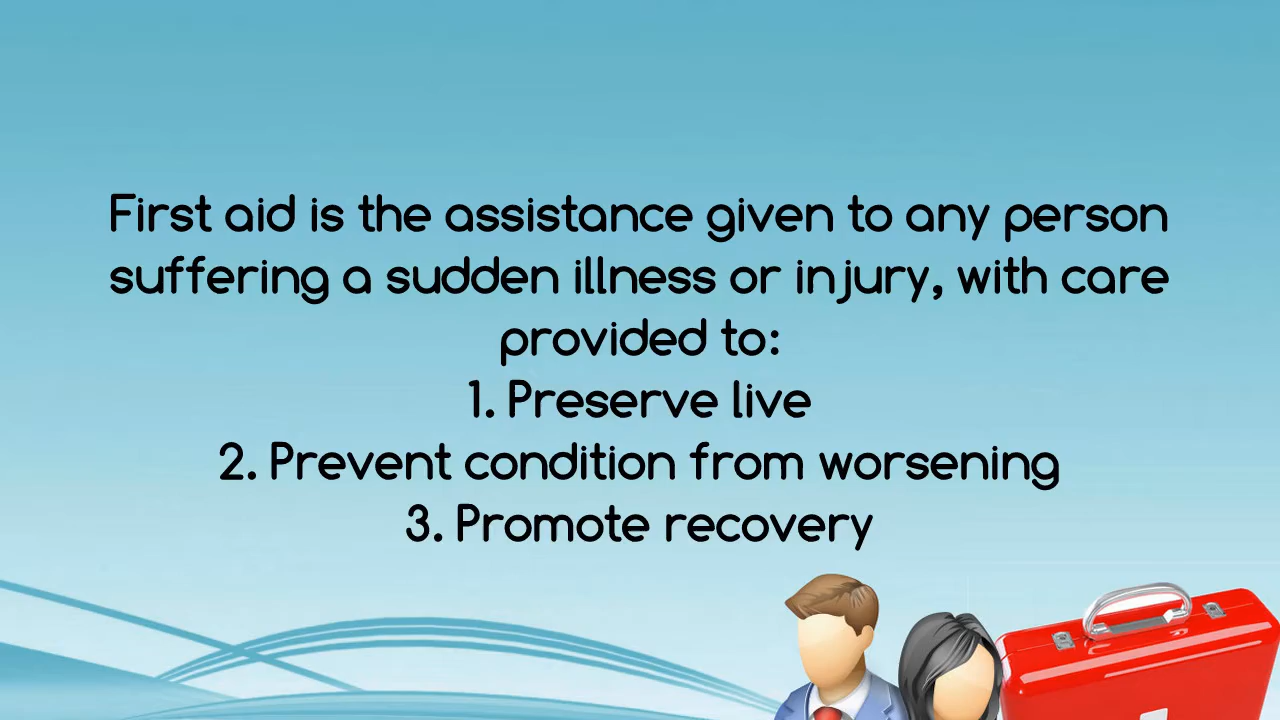 First aid is the assistance given to any person
suffering a sudden illness or injury, with care
provided to:
1. Preserve live
2. Prevent condition from worsening
3. Promote recovery